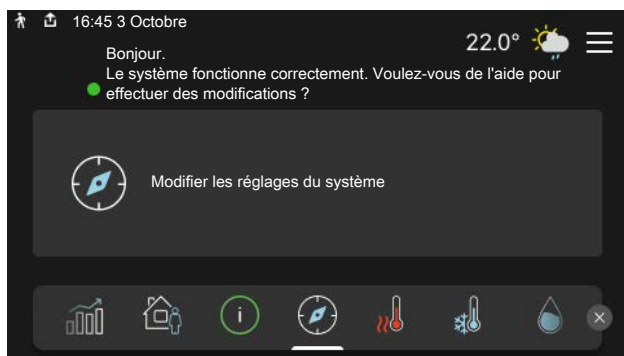 16:45 3 Octobre
22.0°
Bonjour.
Le système fonctionne correctement. Voulez-vous de l'aide pour
effectuer des modifications ?
Modifier les réglages du système
i